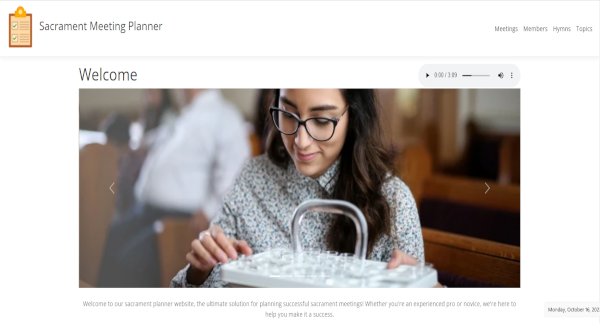 Sacrament Meeting Planner
Meetings Members Hymns Topics
Welcome
0:00 / 3:09
Welcome to our sacrament planner website, the ultimate solution for planning successful sacrament meetings! Whether you're an experienced pro or novice, we're here to
help you make it a success.
Monday, October 16, 202